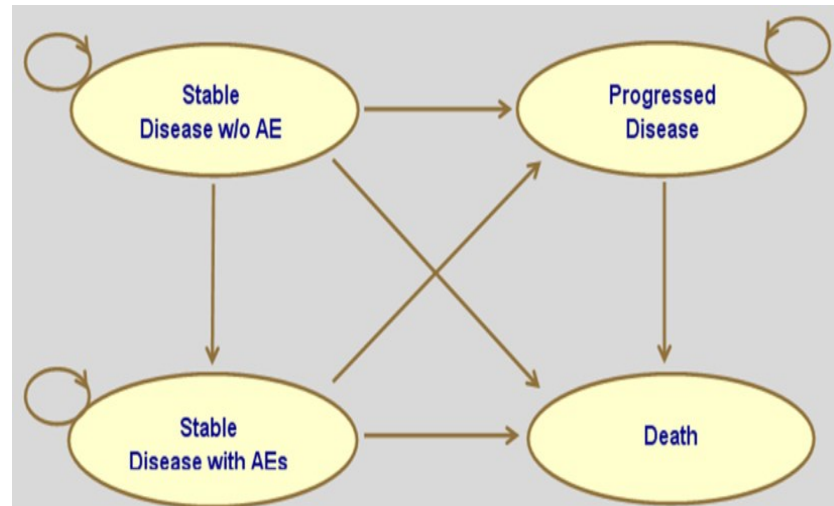 Stable
Disease w/o AE
Progressed
Disease
Stable
Disease with AEs
Death